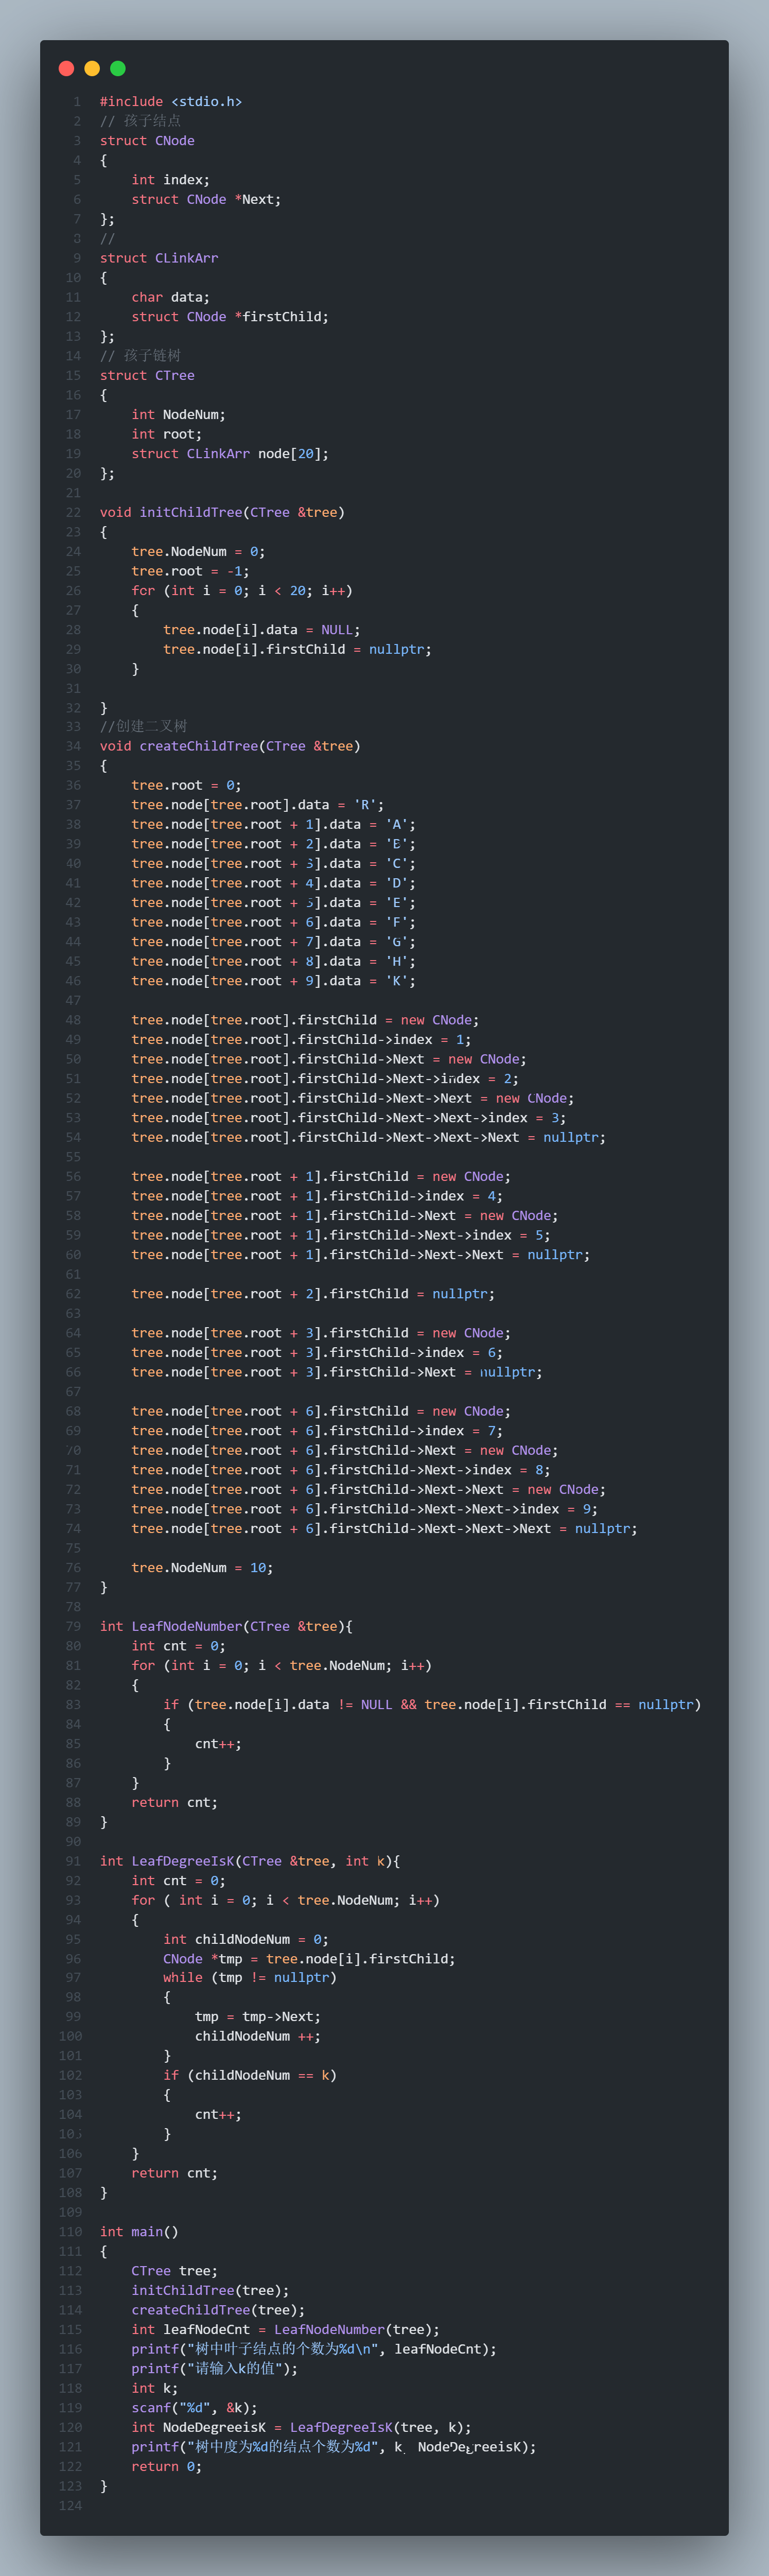 1 #include <stdio.h>
2 // 孩子结点
3 struct CNode
4 {
5     int index;
6     struct CNode *Next;
7 };
8 //
9 struct CLinkArr
10 {
11     char data;
12     struct CNode *firstChild;
13 };
14 // 孩子链树
15 struct CTree
16 {
17     int NodeNum;
18     int root;
19     struct CLinkArr node[20];
20 };
21
22 void initChildTree(CTree &tree)
23 {
24     tree.NodeNum = 0;
25     tree.root = -1;
26     for (int i = 0; i < 20; i++)
27     {
28         tree.node[i].data = NULL;
29         tree.node[i].firstChild = nullptr;
30     }
31
32 }
33 //创建二叉树
34 void createChildTree(CTree &tree)
35 {
36     tree.root = 0;
37     tree.node[tree.root].data = 'R';
38     tree.node[tree.root + 1].data = 'A';
39     tree.node[tree.root + 2].data = 'E';
40     tree.node[tree.root + 3].data = 'C';
41     tree.node[tree.root + 4].data = 'D';
42     tree.node[tree.root + 5].data = 'E';
43     tree.node[tree.root + 6].data = 'F';
44     tree.node[tree.root + 7].data = 'G';
45     tree.node[tree.root + 8].data = 'H';
46     tree.node[tree.root + 9].data = 'K';
47
48     tree.node[tree.root].firstChild = new CNode;
49     tree.node[tree.root].firstChild->index = 1;
50     tree.node[tree.root].firstChild->Next = new CNode;
51     tree.node[tree.root].firstChild->Next->index = 2;
52     tree.node[tree.root].firstChild->Next->Next = new CNode;
53     tree.node[tree.root].firstChild->Next->Next->index = 3;
54     tree.node[tree.root].firstChild->Next->Next->Next = nullptr;
55
56     tree.node[tree.root + 1].firstChild = new CNode;
57     tree.node[tree.root + 1].firstChild->index = 4;
58     tree.node[tree.root + 1].firstChild->Next = new CNode;
59     tree.node[tree.root + 1].firstChild->Next->index = 5;
60     tree.node[tree.root + 1].firstChild->Next->Next = nullptr;
61
62     tree.node[tree.root + 2].firstChild = nullptr;
63
64     tree.node[tree.root + 3].firstChild = new CNode;
65     tree.node[tree.root + 3].firstChild->index = 6;
66     tree.node[tree.root + 3].firstChild->Next = nullptr;
67
68     tree.node[tree.root + 6].firstChild = new CNode;
69     tree.node[tree.root + 6].firstChild->index = 7;
70     tree.node[tree.root + 6].firstChild->Next = new CNode;
71     tree.node[tree.root + 6].firstChild->Next->index = 8;
72     tree.node[tree.root + 6].firstChild->Next->Next = new CNode;
73     tree.node[tree.root + 6].firstChild->Next->Next->index = 9;
74     tree.node[tree.root + 6].firstChild->Next->Next->Next = nullptr;
75
76     tree.NodeNum = 10;
77 }
78
79 int LeafNodeNumber(CTree &tree){
80     int cnt = 0;
81     for (int i = 0; i < tree.NodeNum; i++)
82     {
83         if (tree.node[i].data != NULL && tree.node[i].firstChild == nullptr)
84         {
85             cnt++;
86         }
87     }
88     return cnt;
89 }
90
91 int LeafDegreeIsK(CTree &tree, int k){
92     int cnt = 0;
93     for ( int i = 0; i < tree.NodeNum; i++)
94     {
95         int childNodeNum = 0;
96         CNode *tmp = tree.node[i].firstChild;
97         while (tmp != nullptr)
98         {
99             tmp = tmp->Next;
100             childNodeNum ++;
101         }
102         if (childNodeNum == k)
103         {
104             cnt++;
105         }
106     }
107     return cnt;
108 }
109
110 int main()
111 {
112     CTree tree;
113     initChildTree(tree);
114     createChildTree(tree);
115     int leafNodeCnt = LeafNodeNumber(tree);
116     printf("树中叶子结点的个数为%d\n", leafNodeCnt);
117     printf("请输入k的值");
118     int k;
119     scanf("%d", &k);
120     int NodeDegreeisK = LeafDegreeIsK(tree, k);
121     printf("树中度为%d的结点个数为%d", k, NodeDegreeisK);
122     return 0;
123 }
124